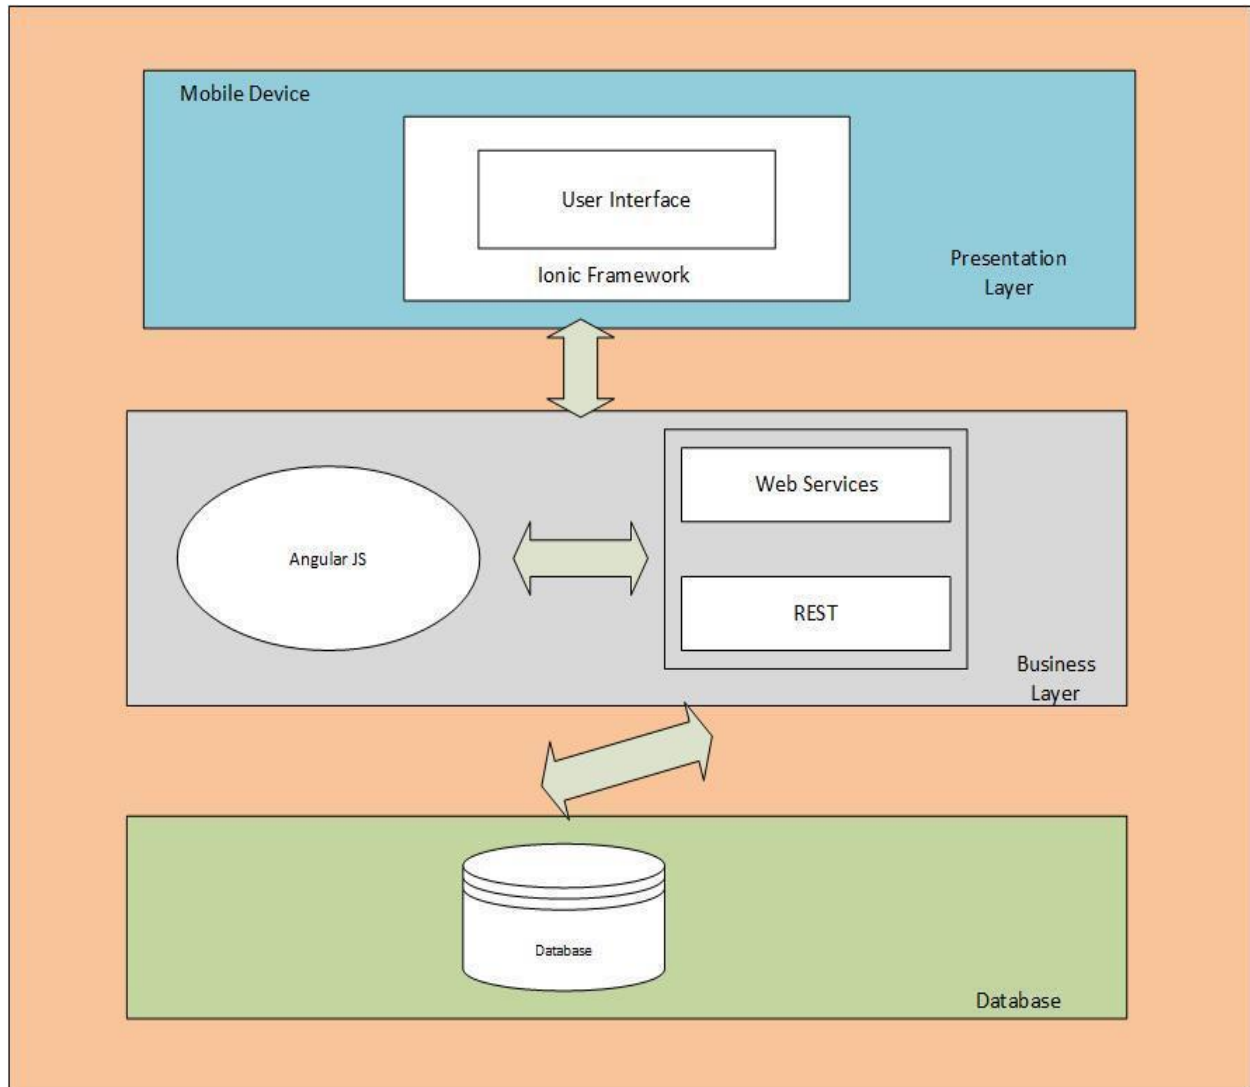 Mobile Device
User Interface
Ionic Framework
Presentation
Layer
Web Services
Angular JS
REST
Business
Layer
Database
Database